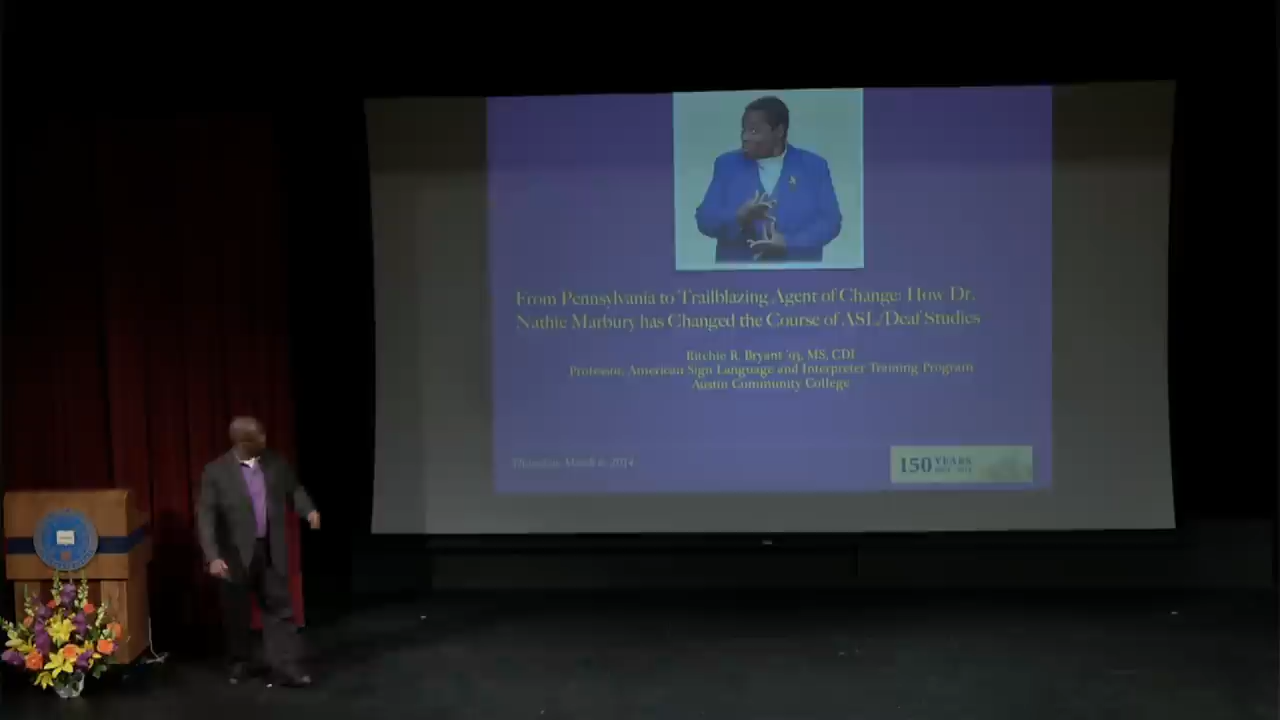 From Pennsylvania to Trailblazing Agent of Change: How Dr.
Nathie Marbury has Changed the Course of ASL/Deaf Studies
Ritchie R. Bryant '03, MS, CDI
Professor, American Sign Language and Interpreter Training Program
Austin Community College
Thursday, March 6, 2014
150 YEARS